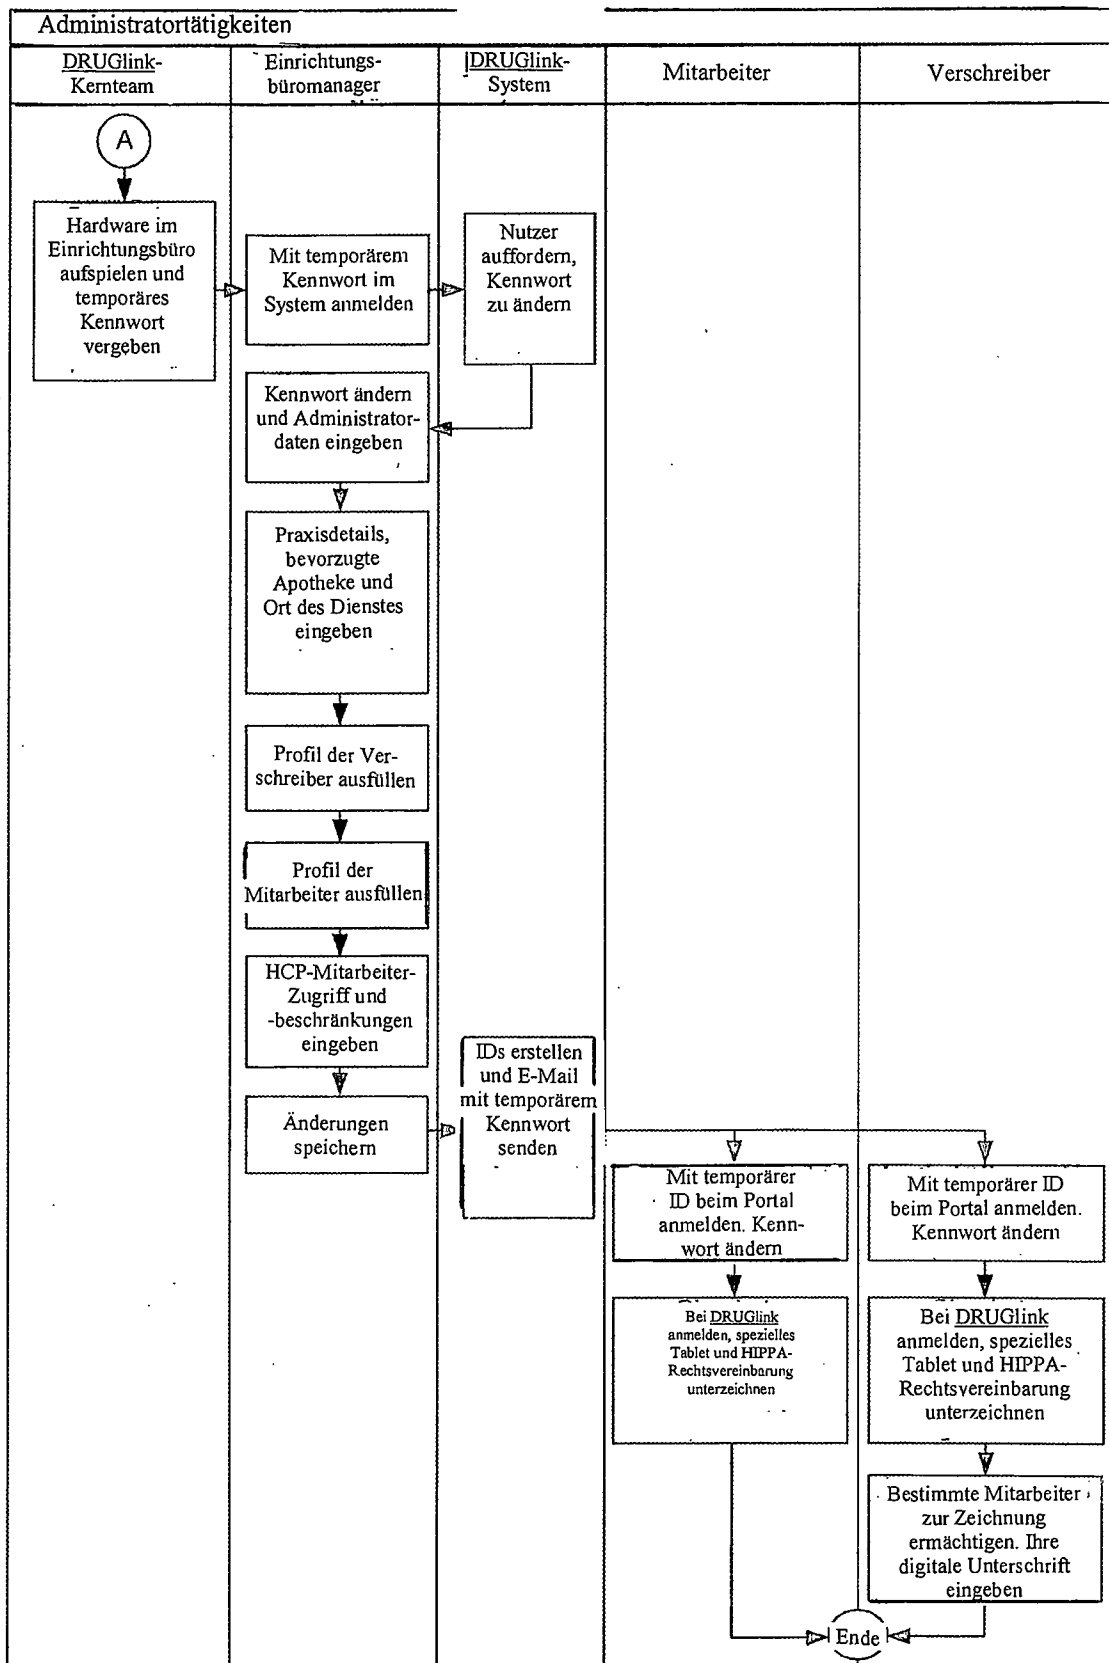 Administratortätigkeiten
DRUGlink-
Kernteam
Einrichtungs-
büromanager
DRUGlink-
System
Mitarbeiter
Verschreiber
A
Hardware im
Einrichtungsbüro
aufspielen und
temporäres
Kennwort
vergeben
Mit temporärem
Kennwort im
System anmelden
Nutzer
auffordern,
Kennwort
zu ändern
Kennwort ändern
und Administrator-
daten eingeben
Praxisdetails,
bevorzugte
Apotheke und
Ort des Dienstes
eingeben
Profil der Ver-
schreiber ausfüllen
Profil der
Mitarbeiter ausfüllen
HCP-Mitarbeiter-
Zugriff und
-beschränkungen
eingeben
Änderungen
speichern
IDs erstellen
und E-Mail
mit temporärem
Kennwort
senden
Mit temporärer
ID beim Portal
anmelden. Kenn-
wort ändern
Mit temporärer ID
beim Portal anmelden.
Kennwort ändern
Bei DRUGlink
anmelden, spezielles
Tablet und HIPPA-
Rechtsvereinbarung
unterzeichnen
Bei DRUGlink
anmelden, spezielles
Tablet und HIPPA-
Rechtsvereinbarung
unterzeichnen
Bestimmte Mitarbeiter
zur Zeichnung
ermächtigen. Ihre
digitale Unterschrift
eingeben
Ende